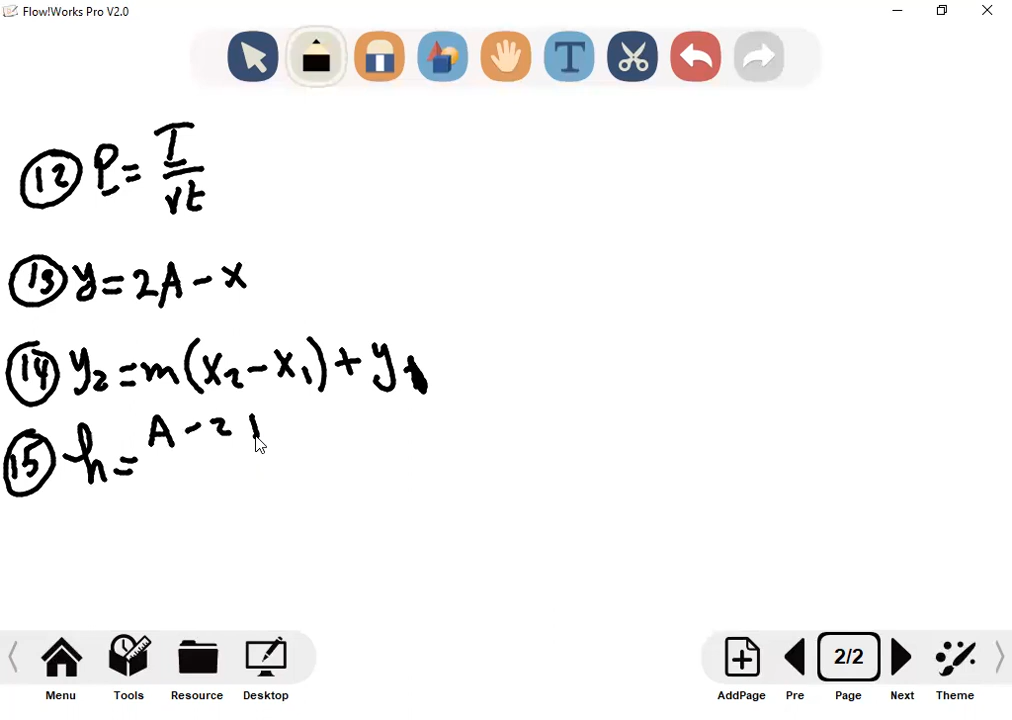 Flow!Works Pro V2.0
T
12 P = I / rt
13 y = 2A - x
14 y₂ = m(x₂ - x₁) + y₁
15 h = A - 2
2/2
Menu Tools Resource Desktop AddPage Pre Page Next Theme